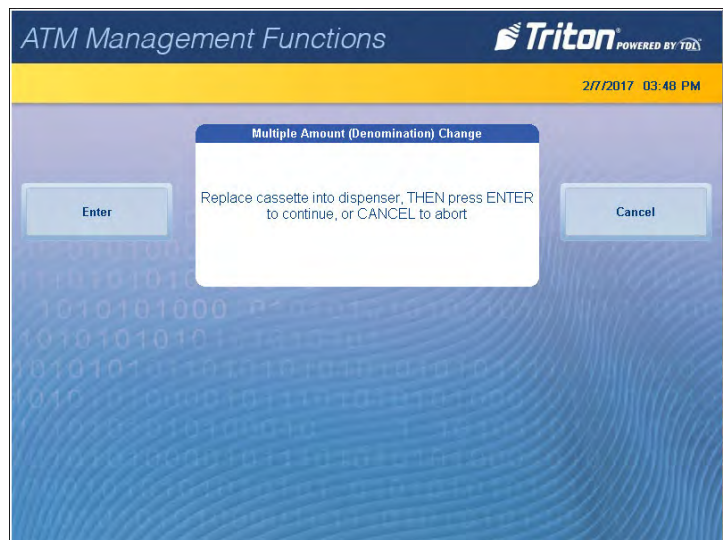 ATM Management Functions
Triton POWERED BY TDL
2/7/2017 03:48 PM
Multiple Amount (Denomination) Change
Enter
Replace cassette into dispenser, THEN press ENTER
to continue, or CANCEL to abort
Cancel